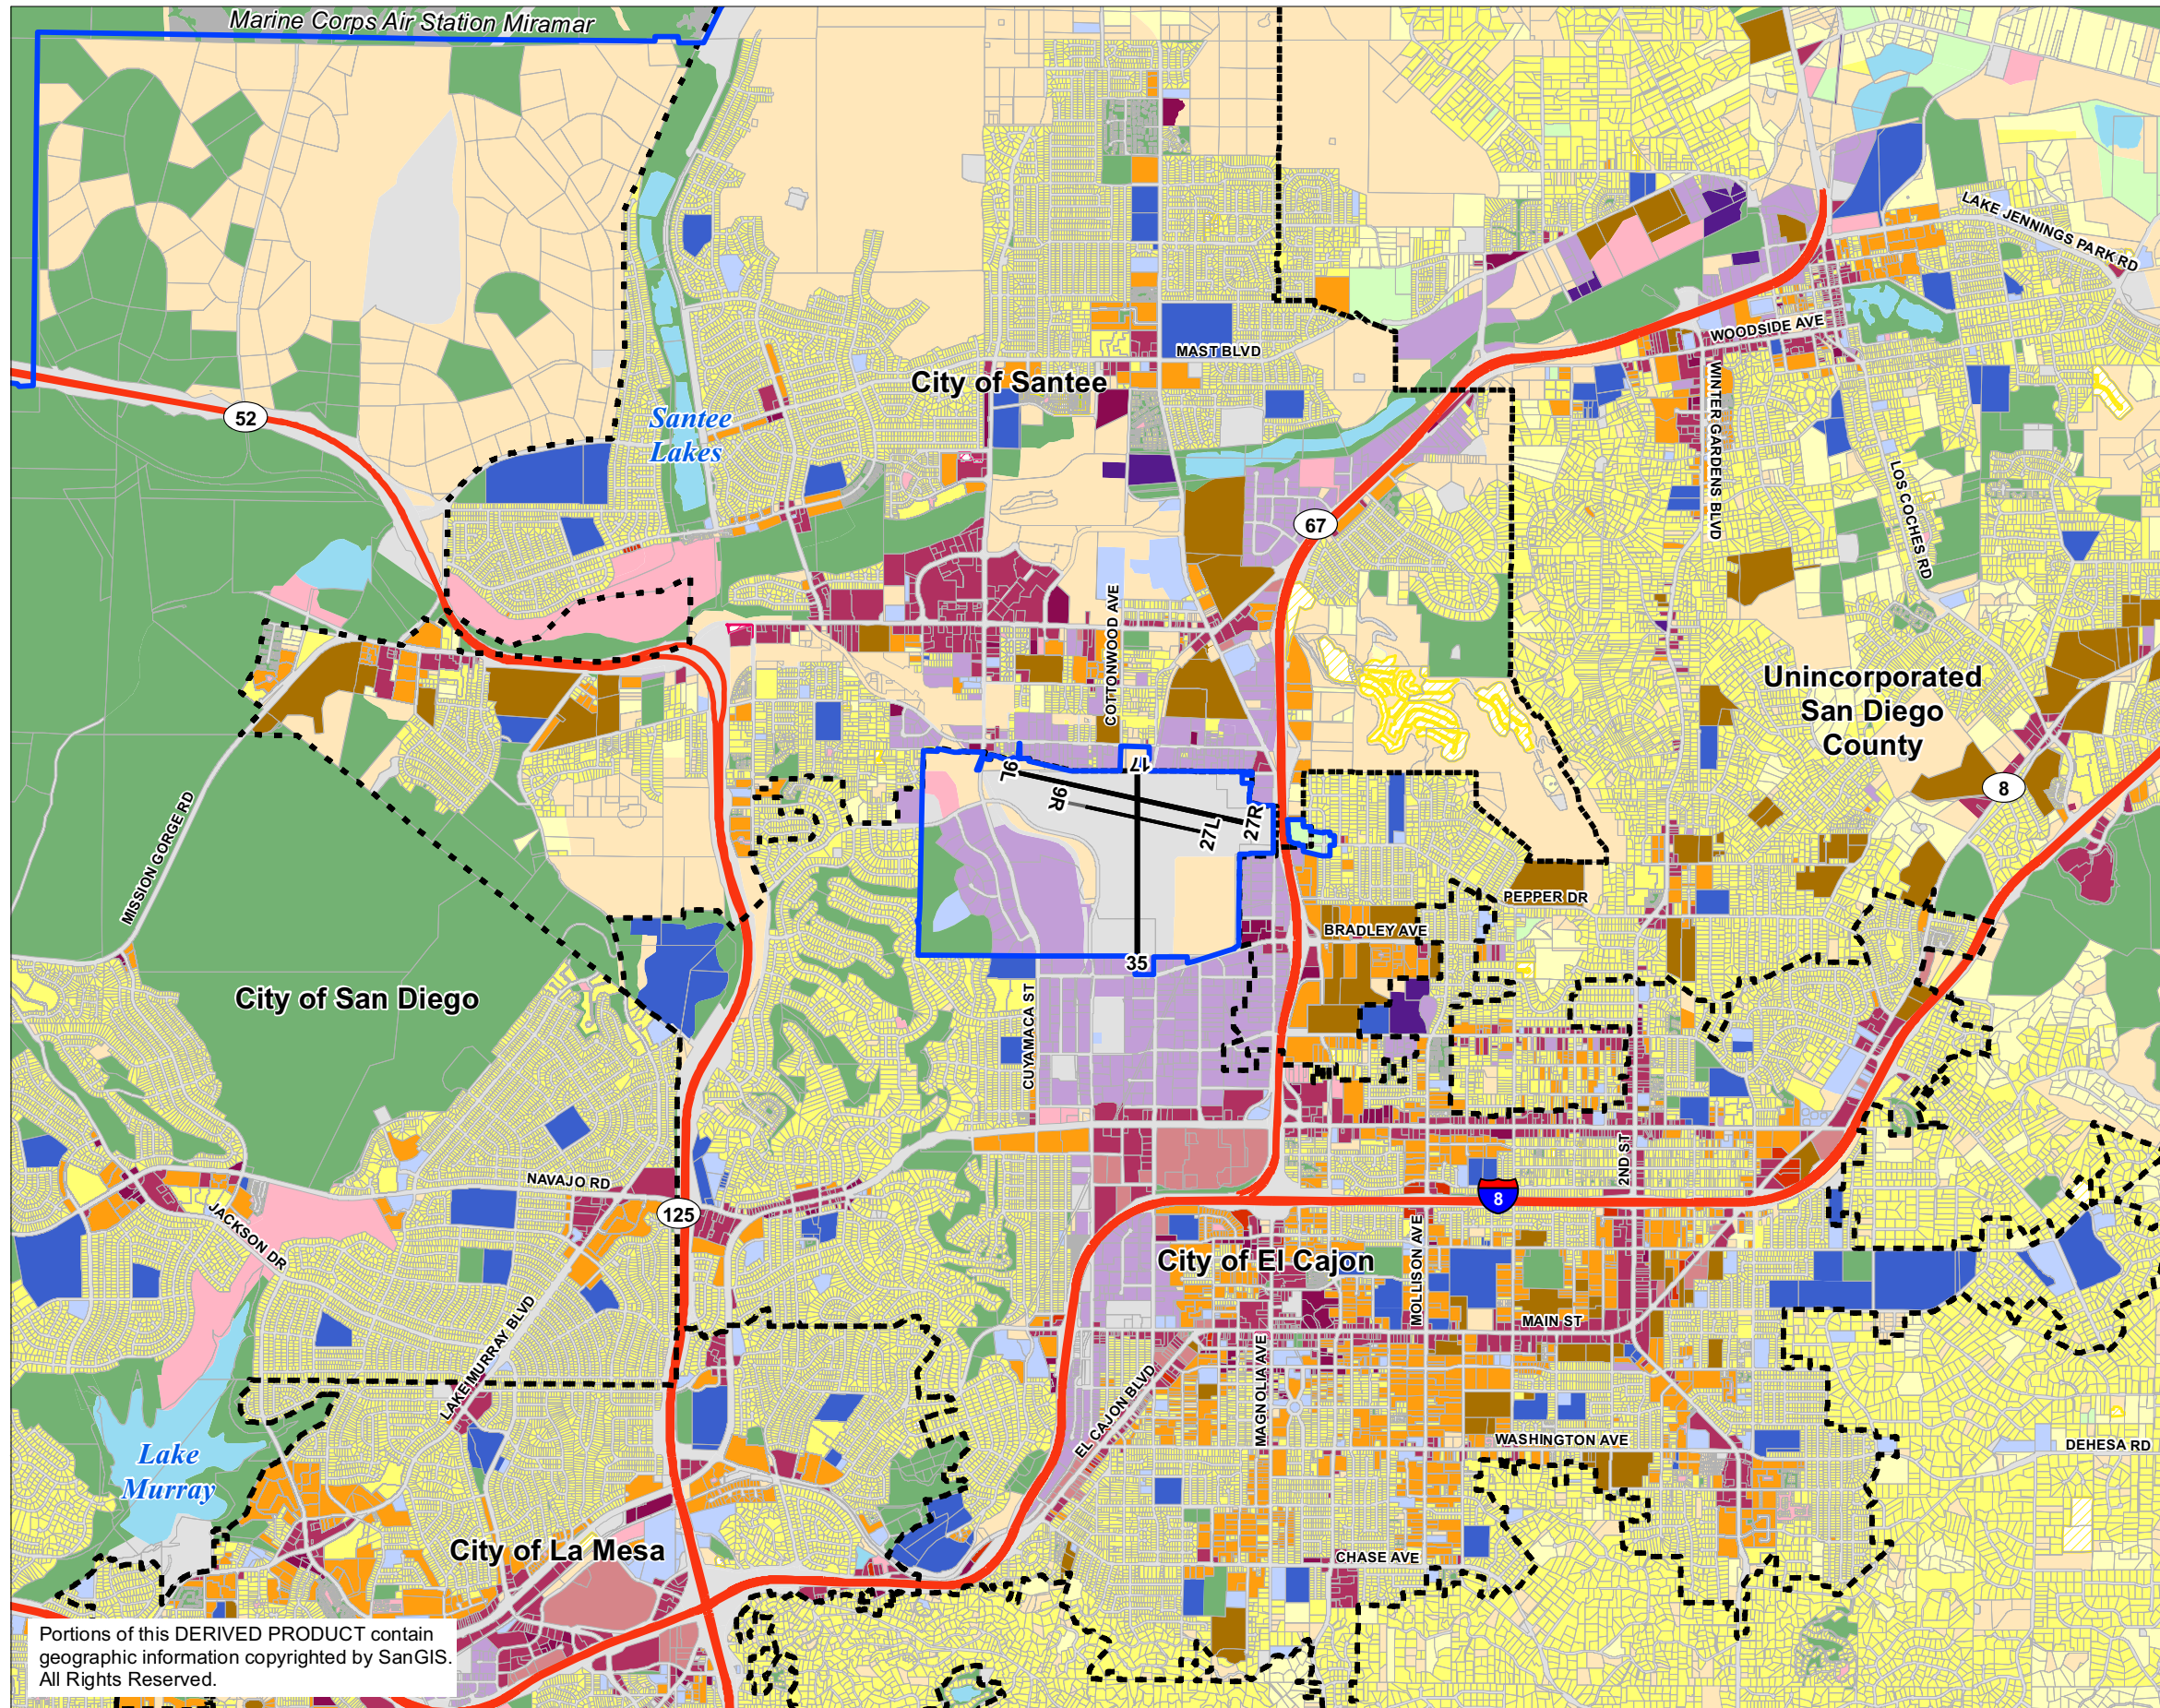 Marine Corps Air Station Miramar
LAKE JENNINGS PARK RD
WOODSIDE AVE
MAST BLVD
City of Santee
52
Santee
Lakes
WINTER GARDENS BLVD
LOS COCHES RD
67
COTTONWOOD AVE
Unincorporated
San Diego
County
8
9L
17
9R
27L
27R
MISSION GORGE RD
PEPPER DR
BRADLEY AVE
35
City of San Diego
CUYAMACA ST
2ND ST
NAVAJO RD
8
125
JACKSON DR
MOLLISON AVE
City of El Cajon
MAIN ST
LAKE MURRAY BLVD
MAGNOLIA AVE
EL CAJON BLVD
WASHINGTON AVE
DEHESA RD
Lake
Murray
City of La Mesa
CHASE AVE
Portions of this DERIVED PRODUCT contain
geographic information copyrighted by SanGIS.
All Rights Reserved.